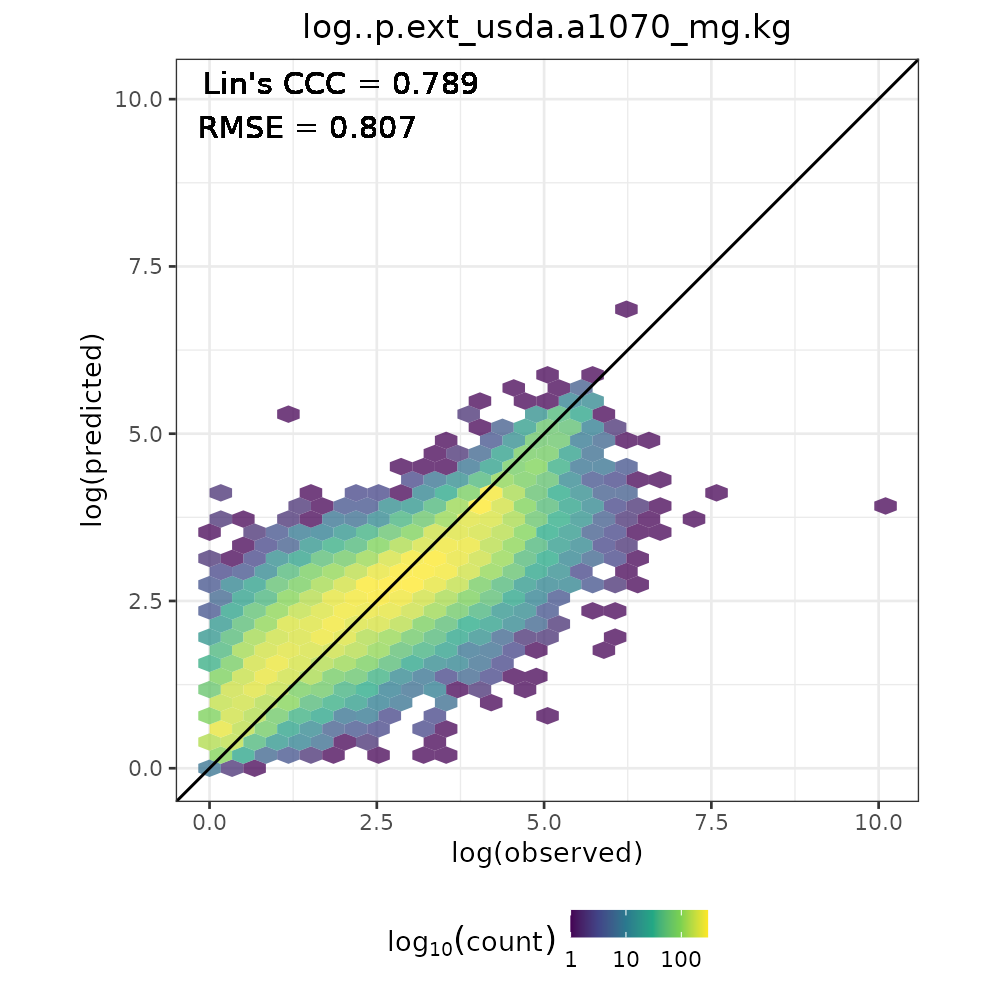 log..p.ext_usda.a1070_mg.kg
Lin's CCC = 0.789
RMSE = 0.807
10.0
7.5
5.0
2.5
0.0
log(predicted)
0.0 2.5 5.0 7.5 10.0
log(observed)
log₁₀(count)
1 10 100